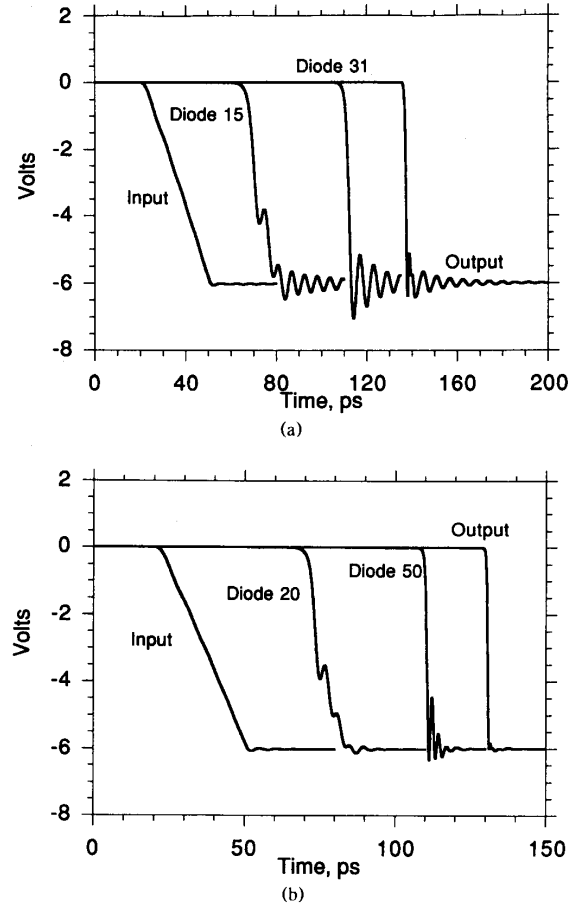 2
0
-2
-4
-6
-8
Volts
Diode 31
Diode 15
Input
Output
0 40 80 120 160 200
Time, ps
(a)
2
0
-2
-4
-6
-8
Volts
Output
Diode 50
Diode 20
Input
0 50 100 150
Time, ps
(b)